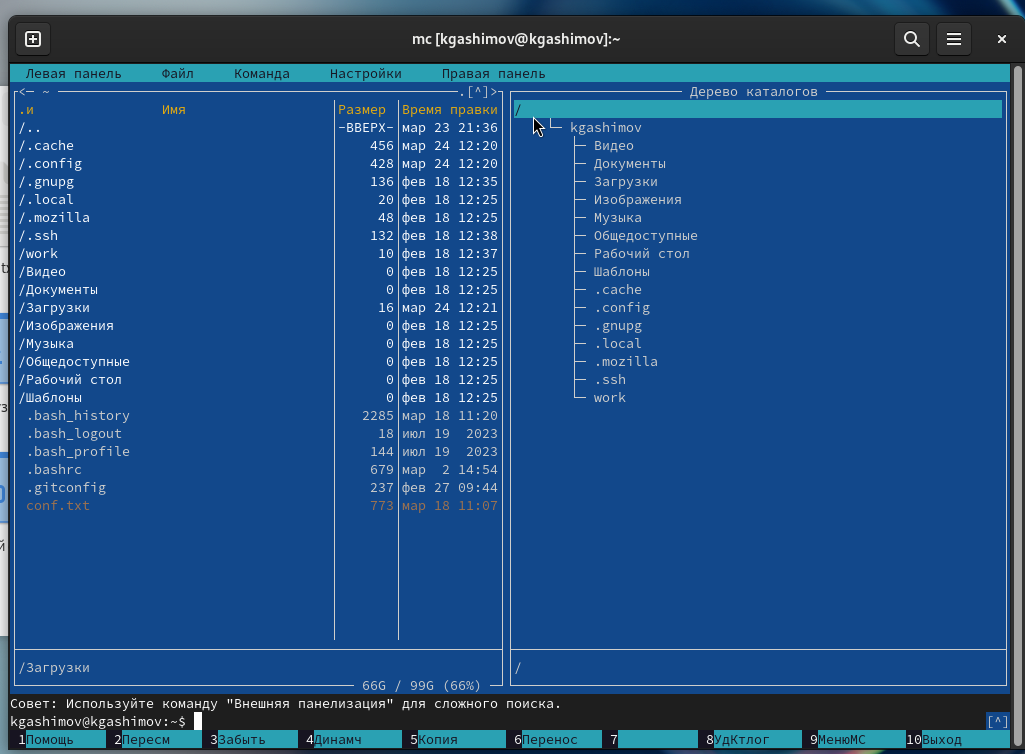 mc [kgashimov@kgashimov]:~
Левая панель Файл Команда Настройки Правая панель
<— ~ .[^]>
.и Имя Размер Время правки
/.. -ВВЕРХ- мар 23 21:36
/.cache 456 мар 24 12:20
/.config 428 мар 24 12:20
/.gnupg 136 фев 18 12:35
/.local 20 фев 18 12:25
/.mozilla 48 фев 18 12:25
/.ssh 132 фев 18 12:38
/work 10 фев 18 12:37
/Видео 0 фев 18 12:25
/Документы 0 фев 18 12:25
/Загрузки 16 мар 24 12:21
/Изображения 0 фев 18 12:25
/Музыка 0 фев 18 12:25
/Общедоступные 0 фев 18 12:25
/Рабочий стол 0 фев 18 12:25
/Шаблоны 0 фев 18 12:25
.bash_history 2285 мар 18 11:20
.bash_logout 18 июл 19 2023
.bash_profile 144 июл 19 2023
.bashrc 679 мар 2 14:54
.gitconfig 237 фев 27 09:44
conf.txt 773 мар 18 11:07
/Загрузки
66G / 99G (66%)
Дерево каталогов
/
kgashimov
Видео
Документы
Загрузки
Изображения
Музыка
Общедоступные
Рабочий стол
Шаблоны
.cache
.config
.gnupg
.local
.mozilla
.ssh
work
/
Совет: Используйте команду "Внешняя панелизация" для сложного поиска.
kgashimov@kgashimov:~$ [^]
1Помощь 2Пересм 3Забыть 4Динамч 5Копия 6Перенос 7 8УдКтлог 9МенюМС 10Выход